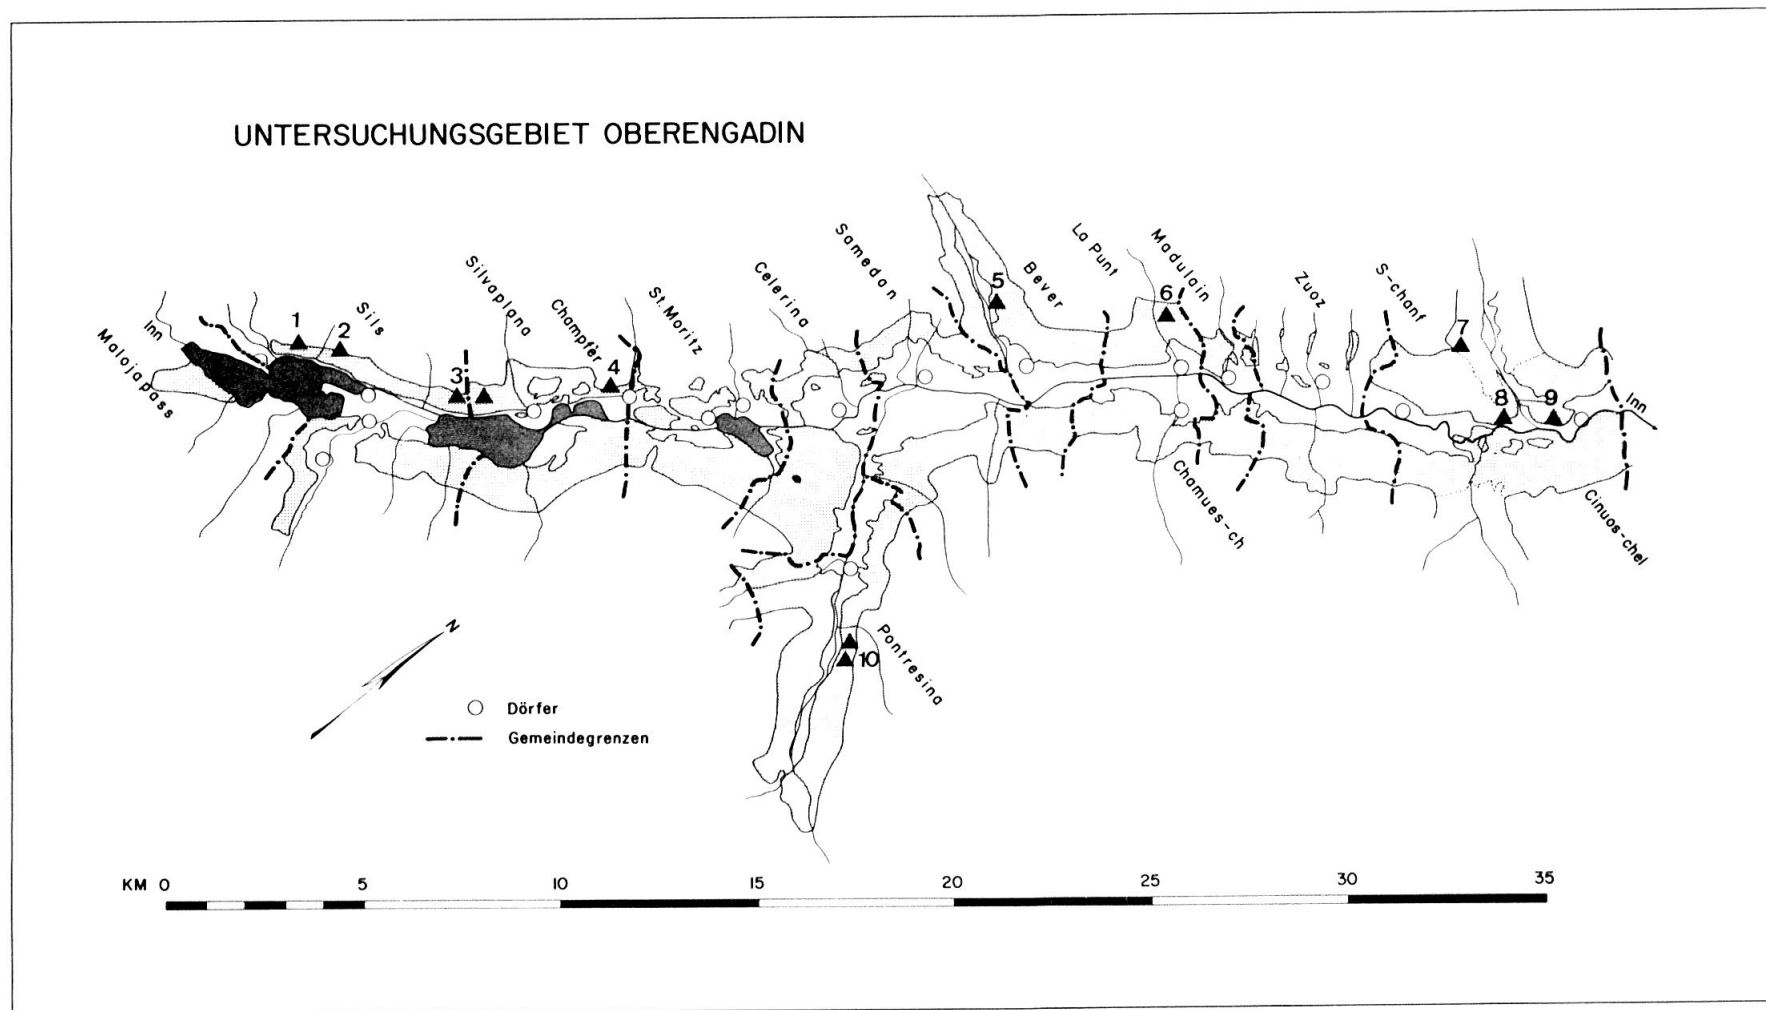 UNTERSUCHUNGSGEBIET OBERENGADIN
Malojapass
Inn
1
2
Sils
3
Silvaplana
Champfèr
4
St. Moritz
Celerina
Samedan
5
Bever
La Punt
6
Madulain
Zuoz
S-chanf
7
8
9
Inn
Chamues-ch
Cinuos-chel
10
Pontresina
N
Dörfer
Gemeindegrenzen
KM 0 5 10 15 20 25 30 35